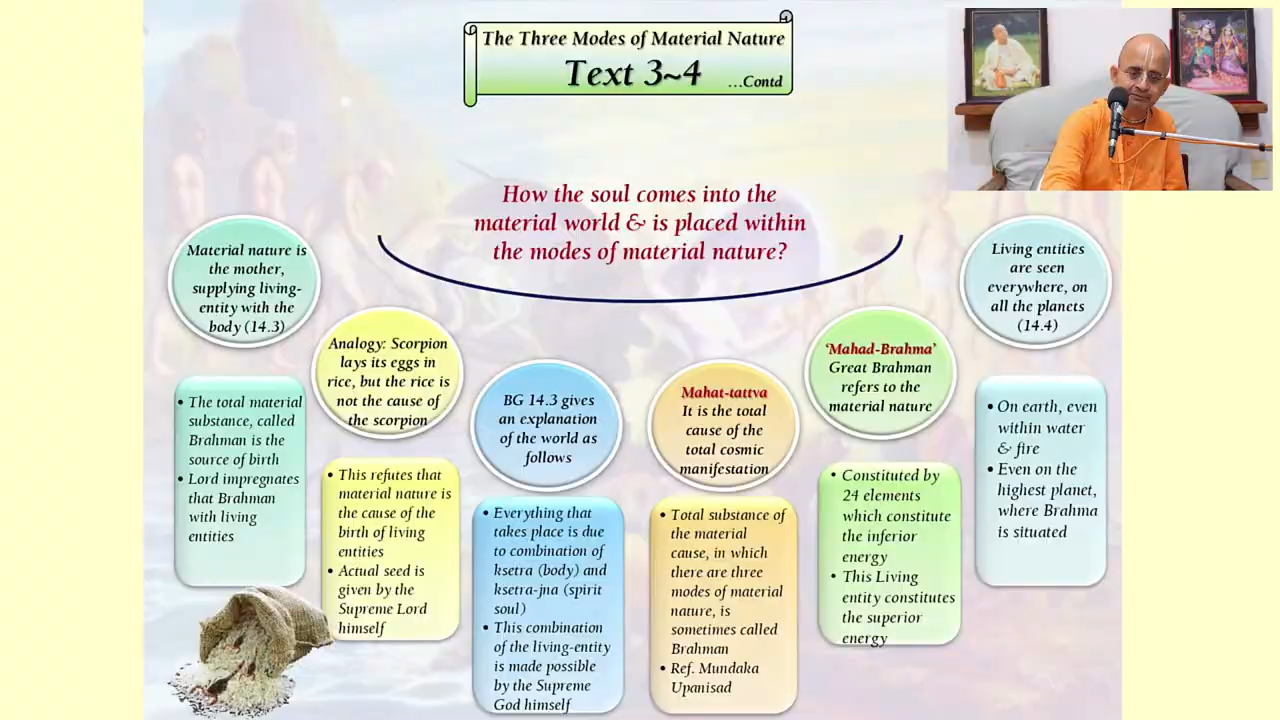 The Three Modes of Material Nature
Text 3~4 ...Contd
How the soul comes into the
material world & is placed within
the modes of material nature?
Material nature is
the mother,
supplying living-
entity with the
body (14.3)
• The total material
substance, called
Brahman is the
source of birth
• Lord impregnates
that Brahman
with living
entities
Analogy: Scorpion
lays its eggs in
rice, but the rice is
not the cause of
the scorpion
• This refutes that
material nature is
the cause of the
birth of living
entities
• Actual seed is
given by the
Supreme Lord
himself
BG 14.3 gives
an explanation
of the world as
follows
• Everything that
takes place is due
to combination of
ksetra (body) and
ksetra-jna (spirit
soul)
• This combination
of the living-entity
is made possible
by the Supreme
God himself
Mahat-tattva
It is the total
cause of the
total cosmic
manifestation
• Total substance of
the material
cause, in which
there are three
modes of material
nature, is
sometimes called
Brahman
• Ref. Mundaka
Upanisad
‘Mahad-Brahma’
Great Brahman
refers to the
material nature
• Constituted by
24 elements
which constitute
the inferior
energy
• This Living
entity constitutes
the superior
energy
Living entities
are seen
everywhere, on
all the planets
(14.4)
• On earth, even
within water
& fire
• Even on the
highest planet,
where Brahma
is situated